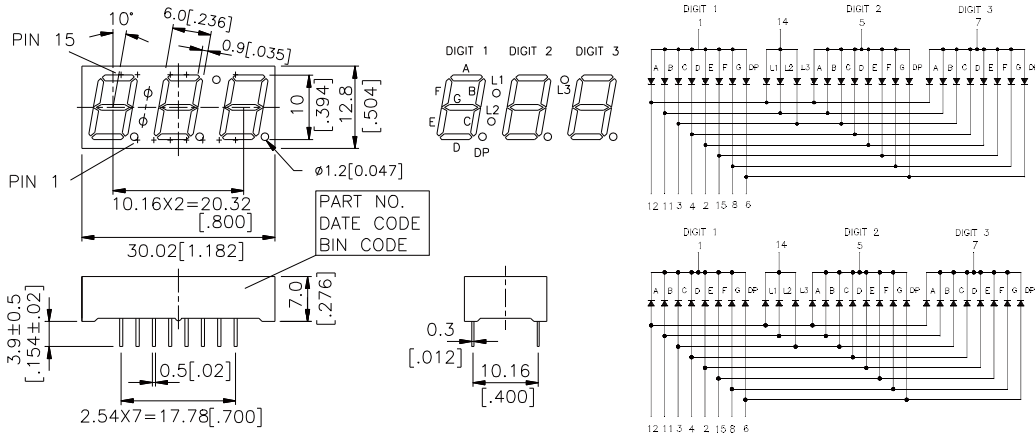 10°
6.0[.236]
PIN 15
0.9[.035]
10
[.394]
12.8
[.504]
PIN 1
ø1.2[0.047]
10.16X2=20.32
[.800]
30.02[1.182]
PART NO.
DATE CODE
BIN CODE
7.0
[.276]
3.9±0.5
[.154±.02]
0.5[.02]
2.54X7=17.78[.700]
DIGIT 1 DIGIT 2 DIGIT 3
A
F B L1
G L2 L3
E C
D DP
0.3
[.012]
10.16
[.400]
DIGIT 1 DIGIT 2 DIGIT 3
1 14 5 7
A B C D E F G DP L1 L2 L3 A B C D E F G DP A B C D E F G DP
12 11 3 4 2 15 8 6
DIGIT 1 DIGIT 2 DIGIT 3
1 14 5 7
A B C D E F G DP L1 L2 L3 A B C D E F G DP A B C D E F G DP
12 11 3 4 2 15 8 6